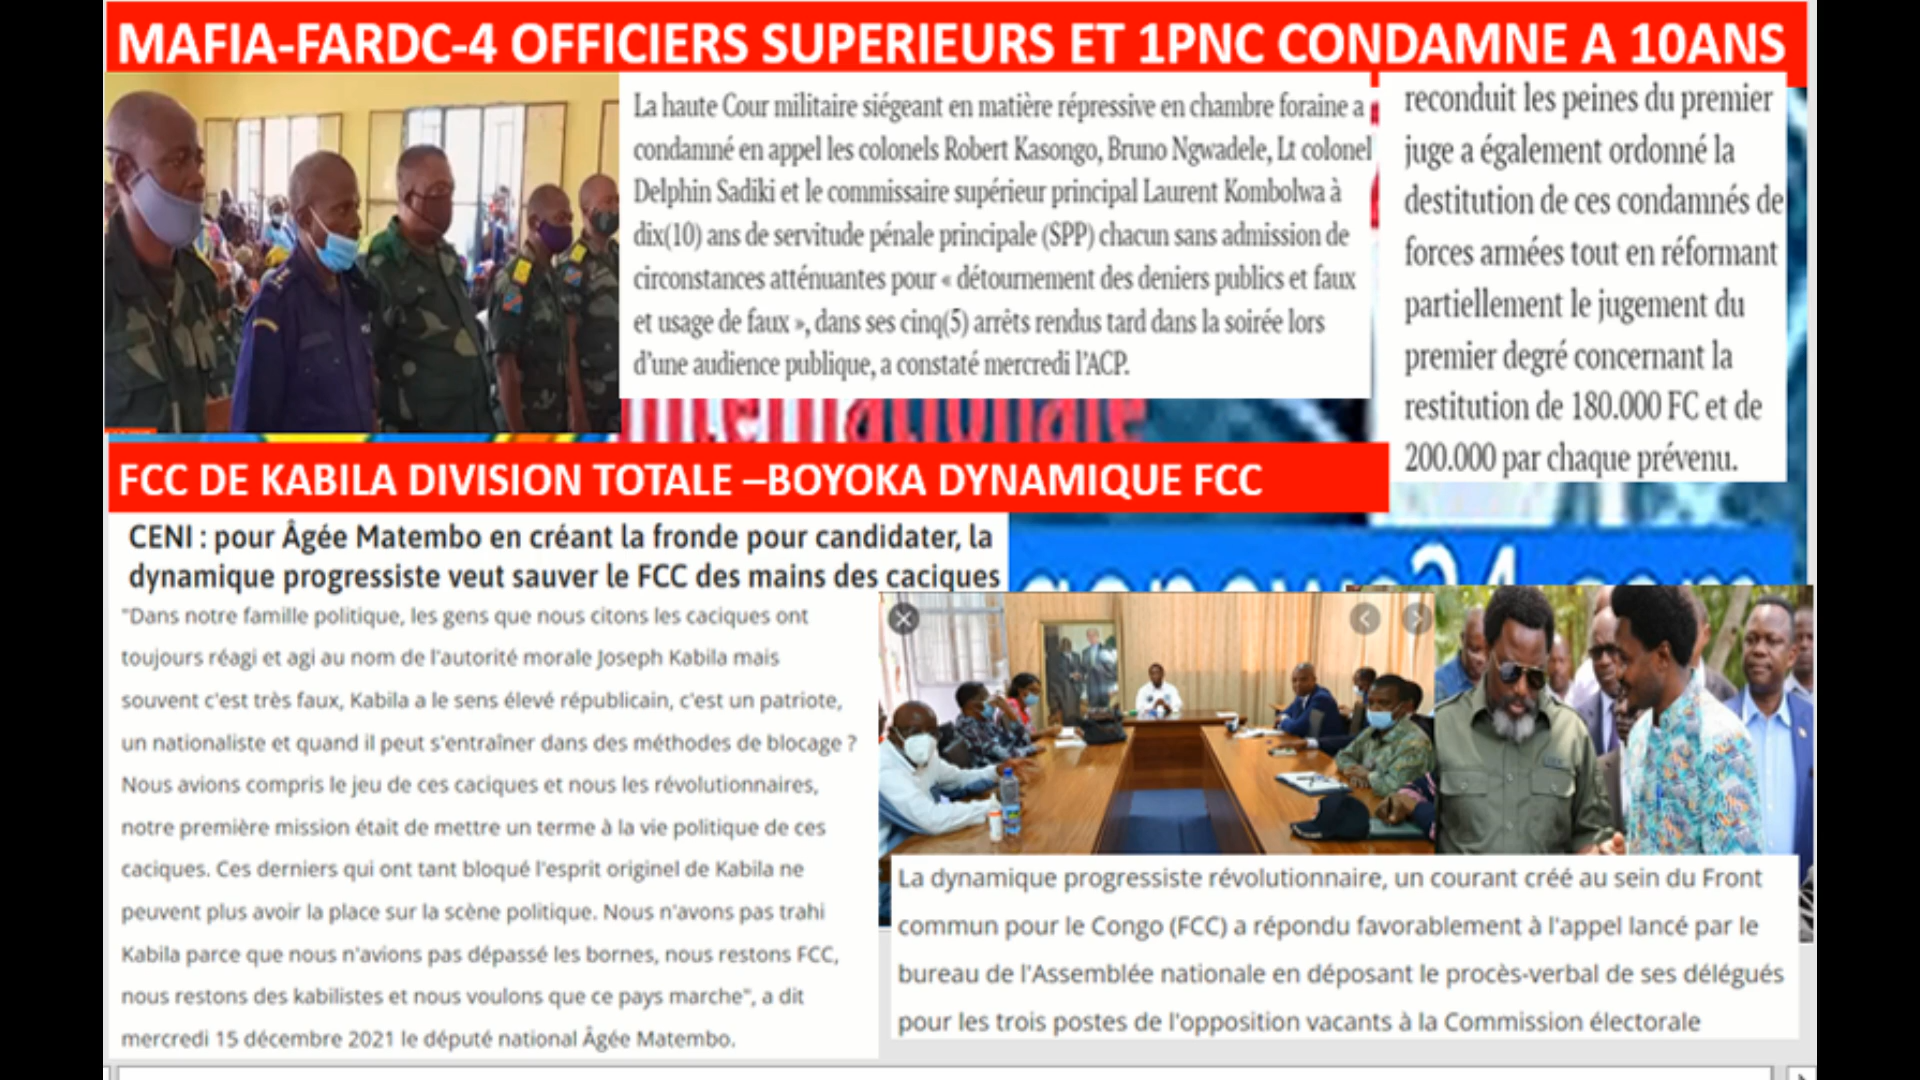 MAFIA-FARDC-4 OFFICIERS SUPERIEURS ET 1PNC CONDAMNE A 10ANS
La haute Cour militaire siégeant en matière répressive en chambre foraine a
condamné en appel les colonels Robert Kasongo, Bruno Ngwadele, Lt colonel
Delphin Sadiki et le commissaire supérieur principal Laurent Kombolwa à
dix(10) ans de servitude pénale principale (SPP) chacun sans admission de
circonstances atténuantes pour « détournement des deniers publics et faux
et usage de faux », dans ses cinq(5) arrêts rendus tard dans la soirée lors
d'une audience publique, a constaté mercredi l'ACP.
reconduit les peines du premier
juge a également ordonné la
destitution de ces condamnés de
forces armées tout en réformant
partiellement le jugement du
premier degré concernant la
restitution de 180.000 FC et de
200.000 par chaque prévenu.
Internationale
FCC DE KABILA DIVISION TOTALE –BOYOKA DYNAMIQUE FCC
CENI : pour Âgée Matembo en créant la fronde pour candidater, la
dynamique progressiste veut sauver le FCC des mains des caciques
"Dans notre famille politique, les gens que nous citons les caciques ont
toujours réagi et agi au nom de l'autorité morale Joseph Kabila mais
souvent c'est très faux, Kabila a le sens élevé républicain, c'est un patriote,
un nationaliste et quand il peut s'entraîner dans des méthodes de blocage ?
Nous avions compris le jeu de ces caciques et nous les révolutionnaires,
notre première mission était de mettre un terme à la vie politique de ces
caciques. Ces derniers qui ont tant bloqué l'esprit originel de Kabila ne
peuvent plus avoir la place sur la scène politique. Nous n'avons pas trahi
Kabila parce que nous n'avions pas dépassé les bornes, nous restons FCC,
nous restons des kabilistes et nous voulons que ce pays marche", a dit
mercredi 15 décembre 2021 le député national Âgée Matembo.
La dynamique progressiste révolutionnaire, un courant créé au sein du Front
commun pour le Congo (FCC) a répondu favorablement à l'appel lancé par le
bureau de l'Assemblée nationale en déposant le procès-verbal de ses délégués
pour les trois postes de l'opposition vacants à la Commission électorale